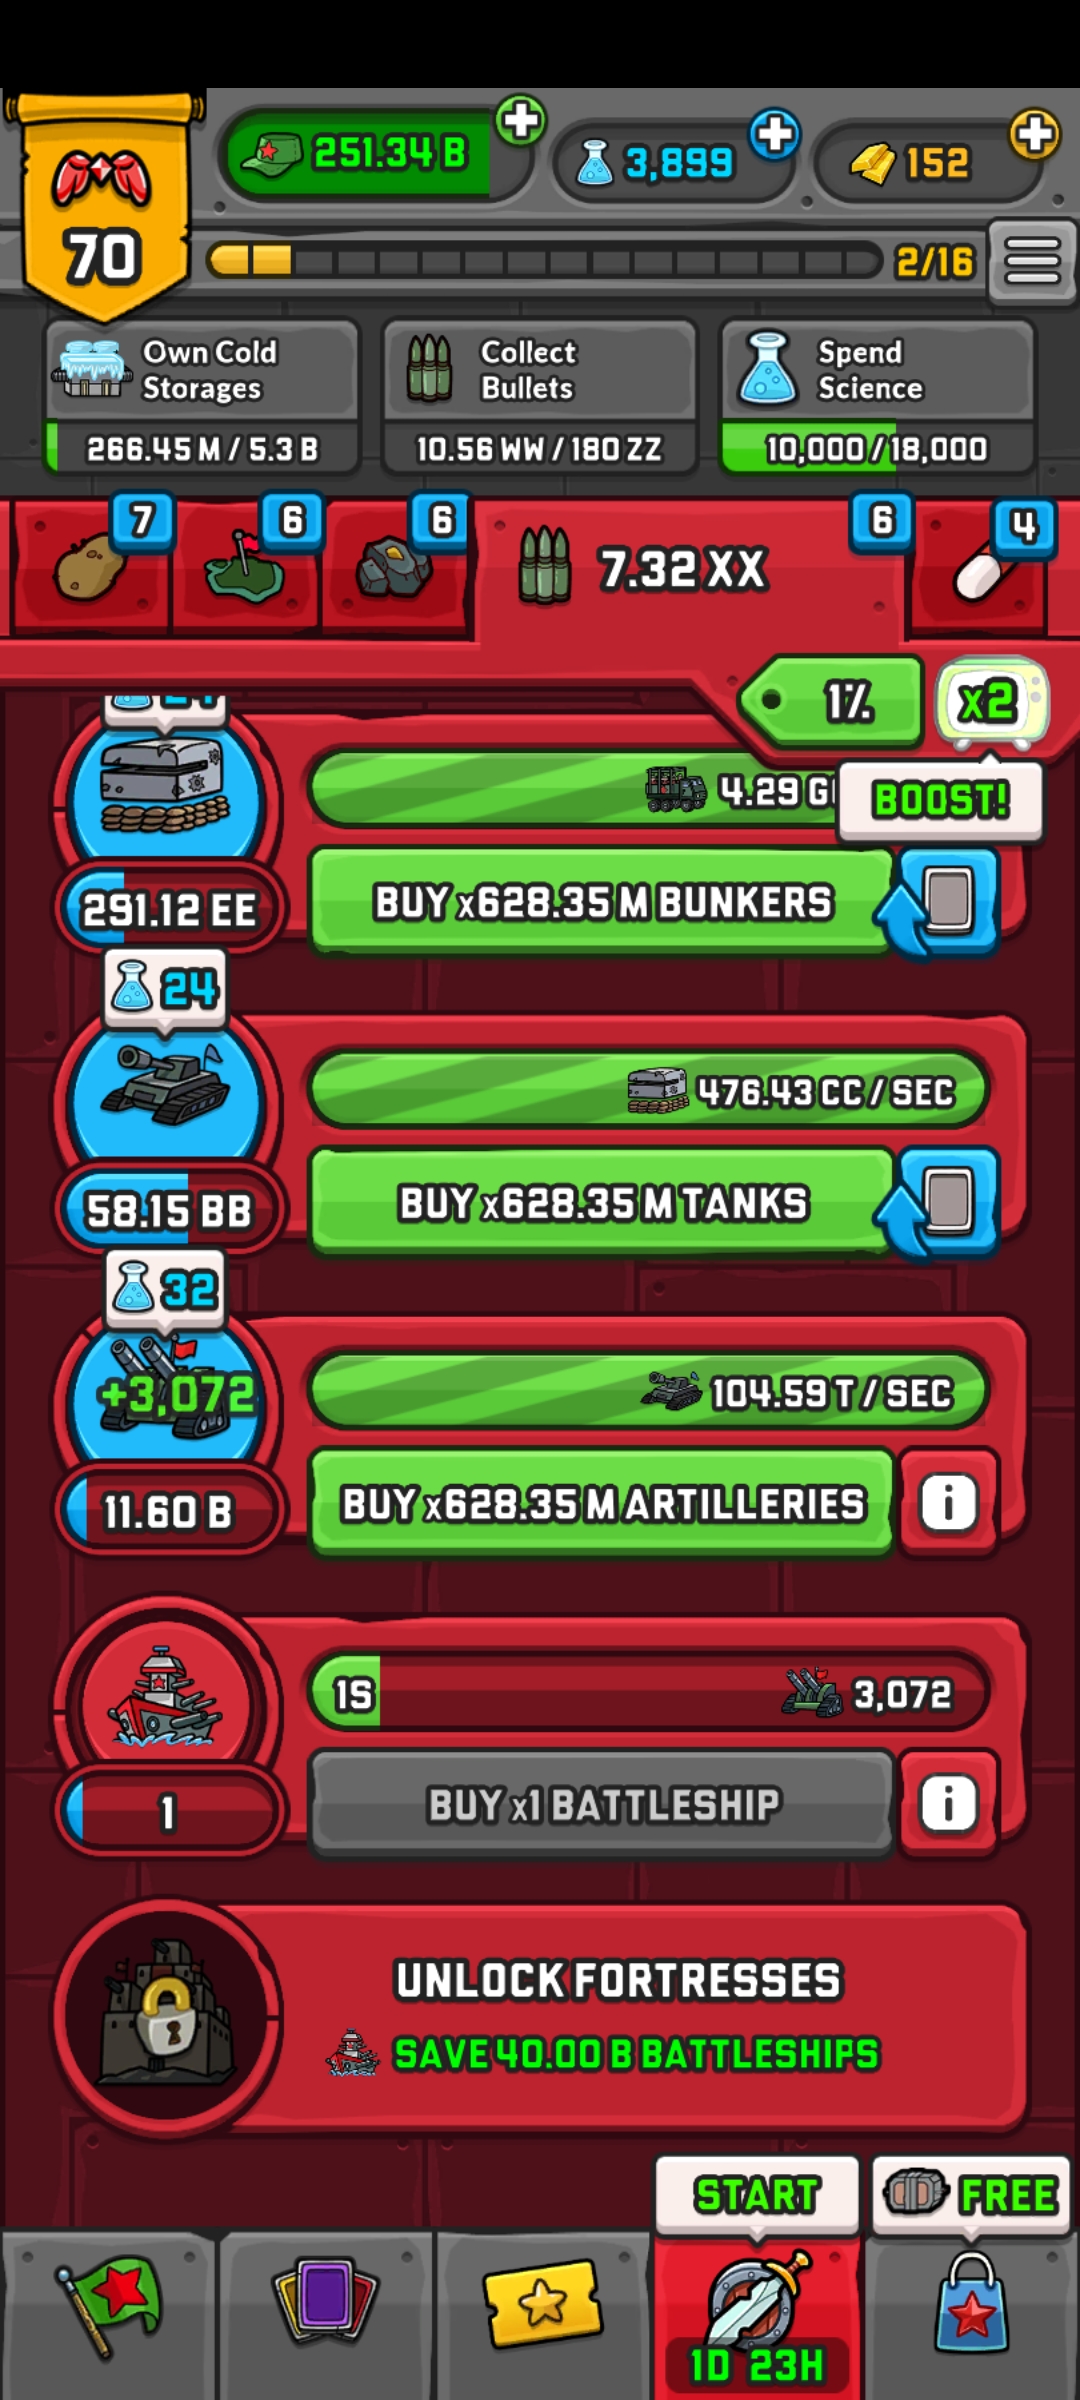 251.34 B
3,899
152
70
2/16
Own Cold
Storages
266.45 M / 5.3 B
Collect
Bullets
10.56 WW / 180 ZZ
Spend
Science
10,000 / 18,000
7
6
6
7.32 XX
6
4
1%
x2
BOOST!
4.29 G
291.12 EE
BUY x628.35 M BUNKERS
24
476.43 CC / SEC
58.15 BB
BUY x628.35 M TANKS
32
+3,072
104.59 T / SEC
11.60 B
BUY x628.35 M ARTILLERIES
i
1S
3,072
1
BUY x1 BATTLESHIP
i
UNLOCK FORTRESSES
SAVE 40.00 B BATTLESHIPS
START
FREE
1D 23H